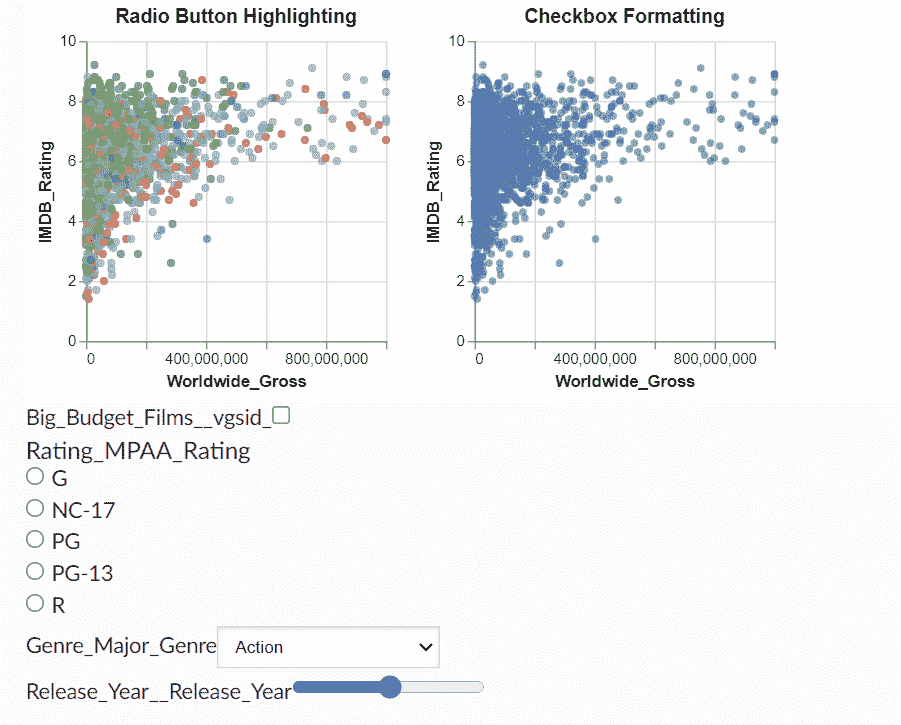 Radio Button Highlighting
10
8
6
4
2
0
IMDB_Rating
0 400,000,000 800,000,000
Worldwide_Gross
Checkbox Formatting
10
8
6
4
2
0
IMDB_Rating
0 400,000,000 800,000,000
Worldwide_Gross
Big_Budget_Films__vgsid_
Rating_MPAA_Rating
G
NC-17
PG
PG-13
R
Genre_Major_Genre Action
Release_Year__Release_Year